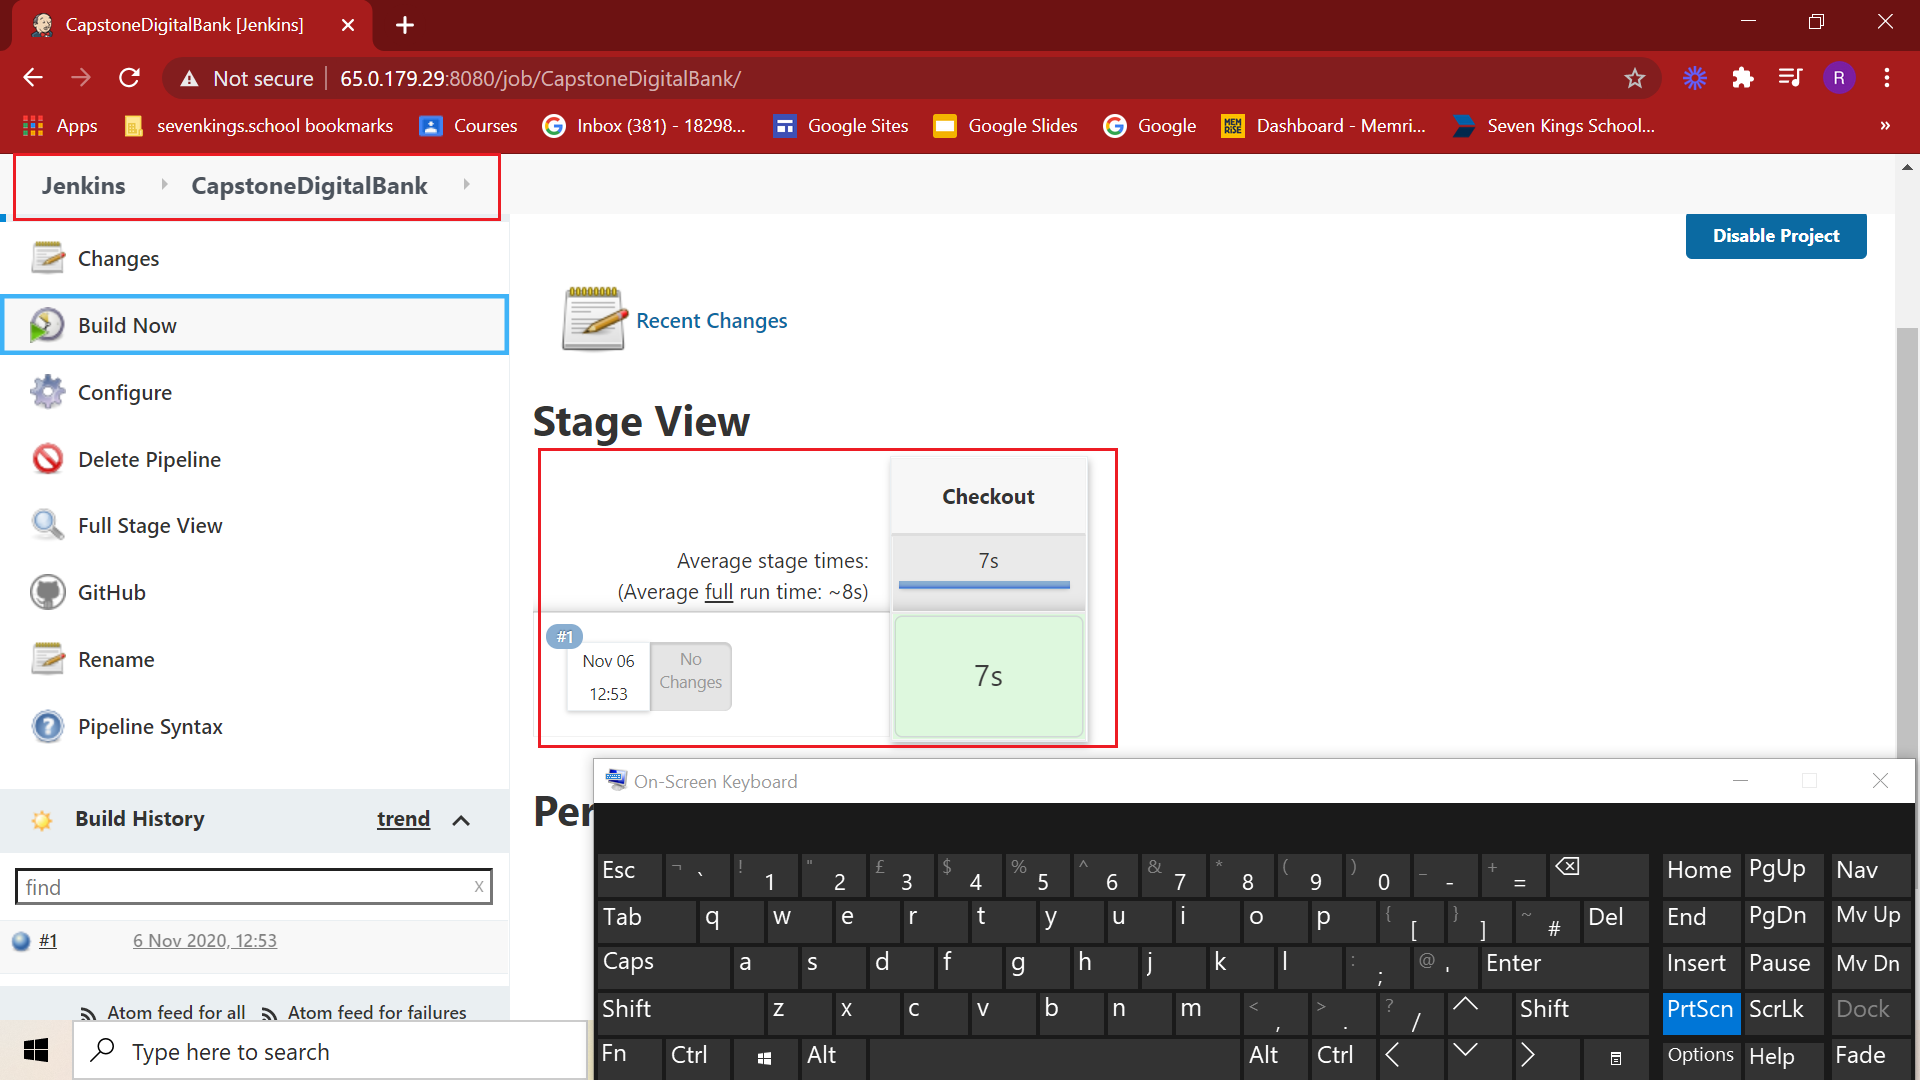 CapstoneDigitalBank [Jenkins]
Not secure | 65.0.179.29:8080/job/CapstoneDigitalBank/
R
Apps sevenkings.school bookmarks Courses Inbox (381) - 18298... Google Sites Google Slides Google Dashboard - Memri... Seven Kings School... »
Jenkins CapstoneDigitalBank
Disable Project
Changes
Build Now
Configure
Delete Pipeline
Full Stage View
GitHub
Rename
Pipeline Syntax
Recent Changes
Stage View
Checkout
Average stage times: 7s
(Average full run time: ~8s)
#1
Nov 06
12:53
No
Changes
7s
Per
Build History trend
find x
#1 6 Nov 2020, 12:53
Atom feed for all Atom feed for failures
On-Screen Keyboard
Esc ¬ ` ! 1 " 2 £ 3 $ 4 % 5 ^ 6 & 7 * 8 ( 9 ) 0 _ - + = Home PgUp Nav
Tab q w e r t y u i o p { [ } ] ~ # Del End PgDn Mv Up
Caps a s d f g h j k l : ; @ ' Enter Insert Pause Mv Dn
Shift z x c v b n m < , > . ? / Shift PrtScn ScrLk Dock
Fn Ctrl Alt Alt Ctrl Options Help Fade
Type here to search